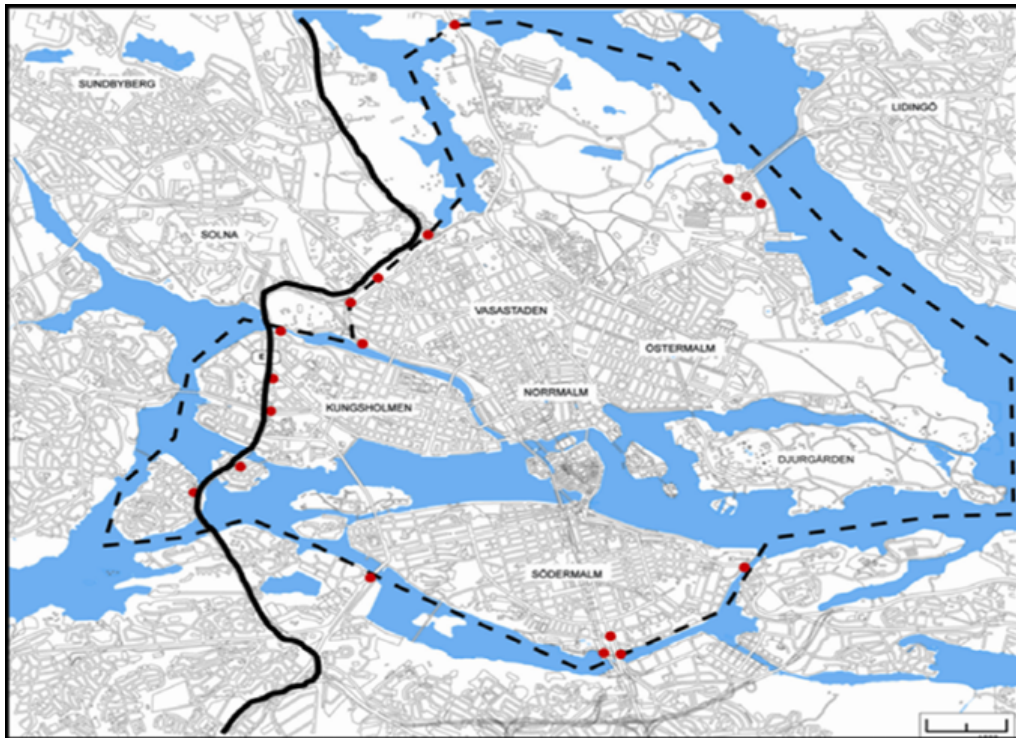 SUNDBYBERG
LIDINGÖ
SOLNA
VASASTADEN
ÖSTERMALM
NORRMALM
KUNGSHOLMEN
DJURGÅRDEN
SÖDERMALM